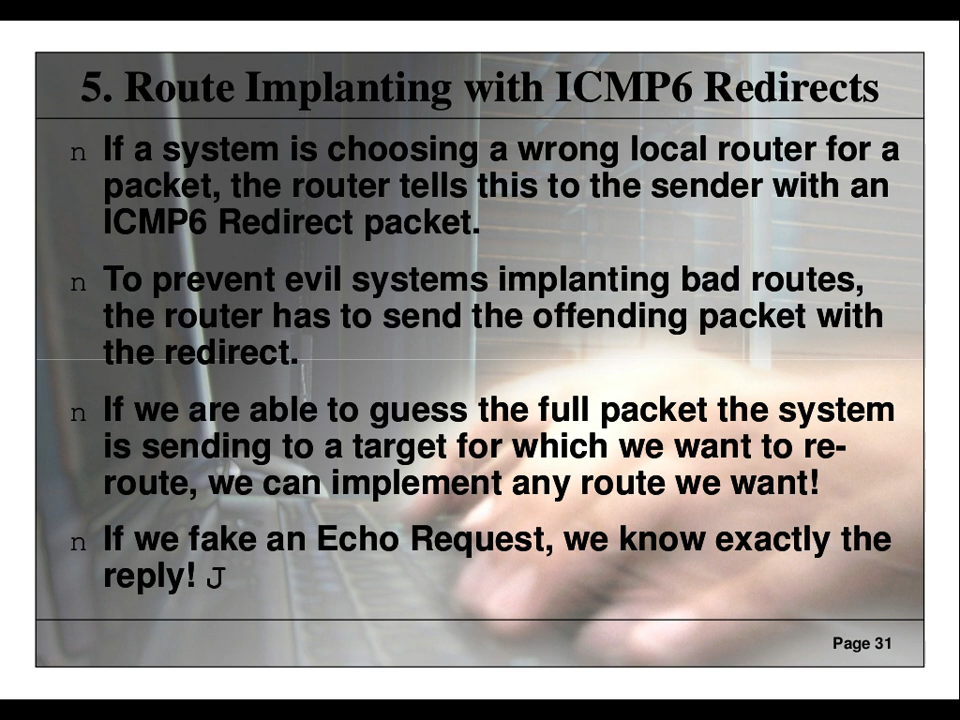 5. Route Implanting with ICMP6 Redirects
n If a system is choosing a wrong local router for a
packet, the router tells this to the sender with an
ICMP6 Redirect packet.
n To prevent evil systems implanting bad routes,
the router has to send the offending packet with
the redirect.
n If we are able to guess the full packet the system
is sending to a target for which we want to re-
route, we can implement any route we want!
n If we fake an Echo Request, we know exactly the
reply! J
Page 31